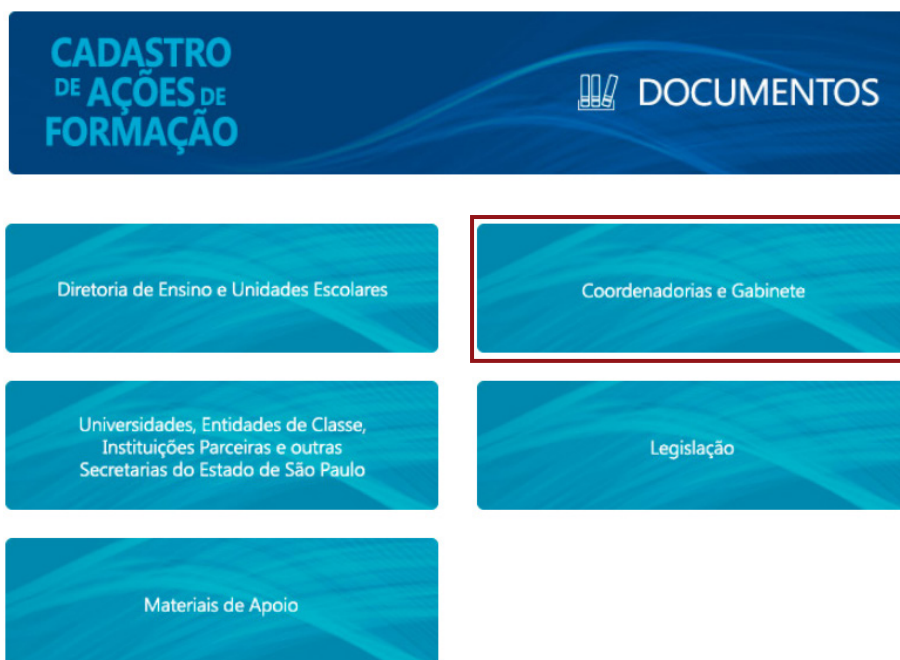 CADASTRO
DE AÇÕES DE
FORMAÇÃO
DOCUMENTOS
Diretoria de Ensino e Unidades Escolares
Coordenadorias e Gabinete
Universidades, Entidades de Classe,
Instituições Parceiras e outras
Secretarias do Estado de São Paulo
Legislação
Materiais de Apoio